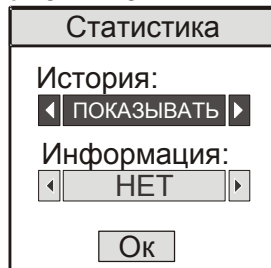 Статистика
История:
ПОКАЗЫВАТЬ
Информация:
НЕТ
Ок